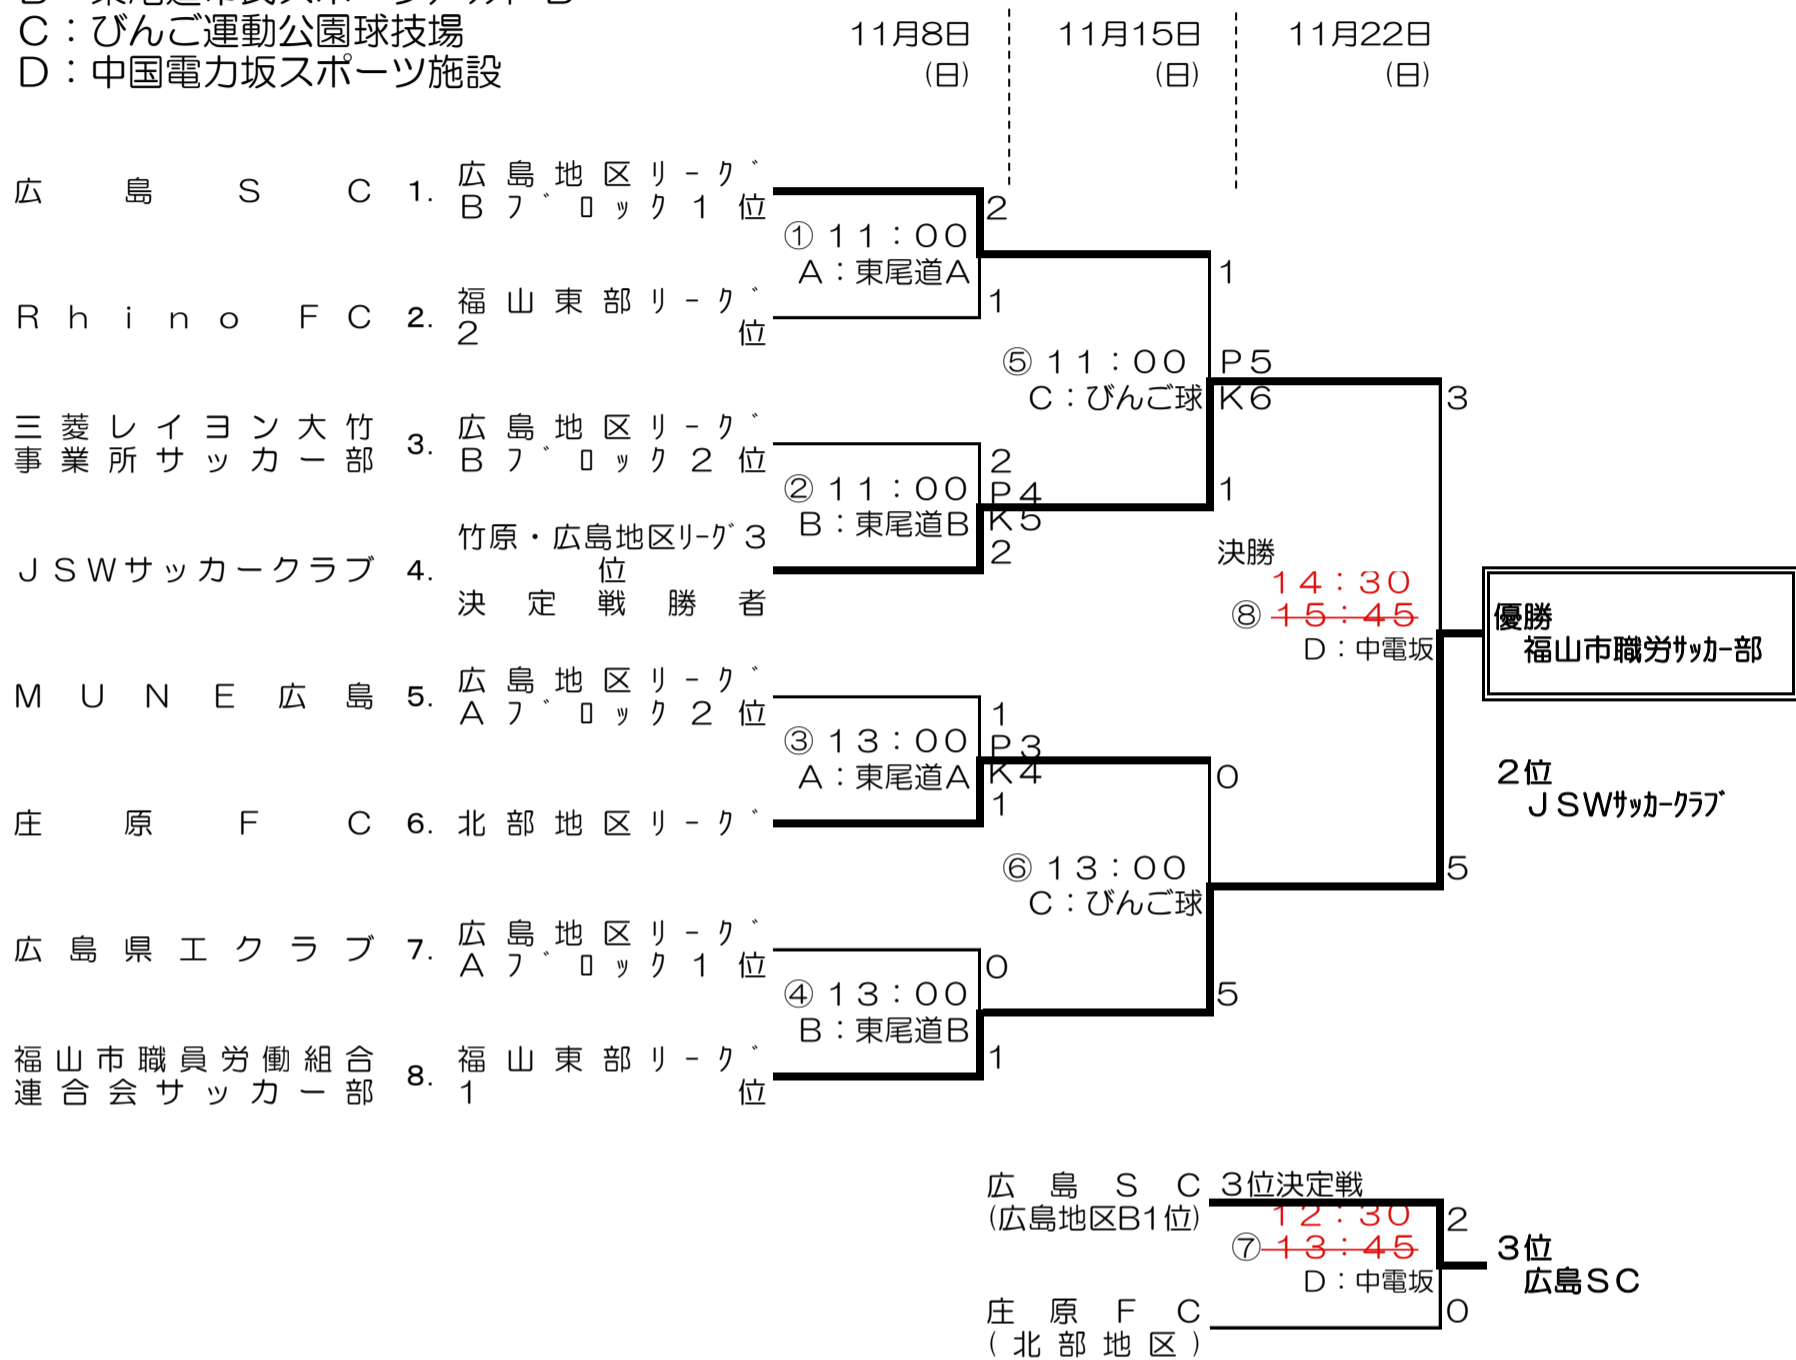 C：びんご運動公園球技場
D：中国電力坂スポーツ施設
11月8日
(日)
11月15日
(日)
11月22日
(日)
広島SC 1. 広島地区リーグ
Bブロック1位
2
① 11：00
A：東尾道A
1
1
RhinoFC 2. 福山東部リーグ
2位
⑤ 11：00 P5
C：びんご球 K6
3
三菱レイヨン大竹
事業所サッカー部
3. 広島地区リーグ
Bブロック2位
2
② 11：00 P4
B：東尾道B K5
1
2
JSWサッカークラブ 4. 竹原・広島地区リーグ3
位
決定戦勝者
決勝
14：30
⑧ 15：45
D：中電坂
優勝
福山市職労サッカー部
MUNE広島 5. 広島地区リーグ
Aブロック2位
1
③ 13：00 P3
A：東尾道A K4
0
1
2位
JSWサッカークラブ
庄原FC 6. 北部地区リーグ
⑥ 13：00
C：びんご球
5
広島県工クラブ 7. 広島地区リーグ
Aブロック1位
0
④ 13：00
B：東尾道B
5
1
福山市職員労働組合
連合会サッカー部
8. 福山東部リーグ
1位
広島SC 3位決定戦
(広島地区B1位)
12：30
2
⑦ 13：45
D：中電坂
3位
広島SC
庄原FC
(北部地区)
0